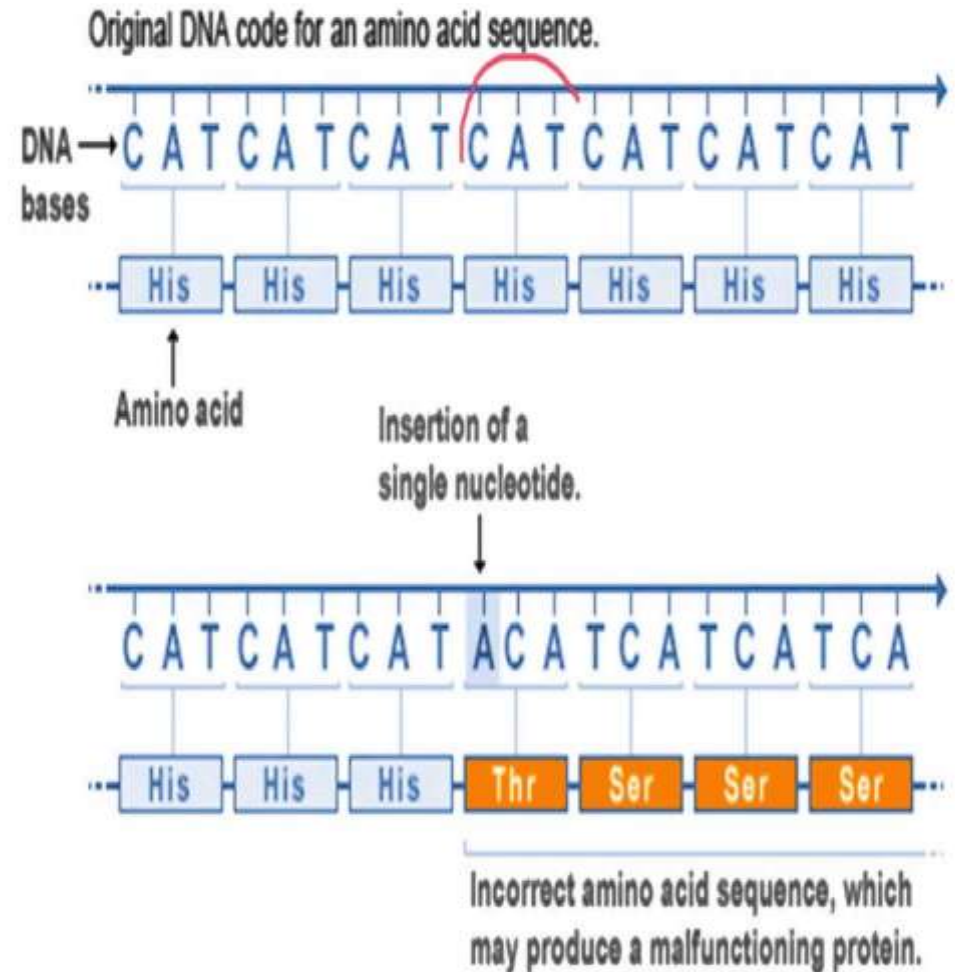 Original DNA code for an amino acid sequence.
DNA
bases
C A T C A T C A T C A T C A T C A T C A T
His His His His His His His
Amino acid
Insertion of a
single nucleotide.
C A T C A T C A T A C A T C A T C A T C A
His His His Thr Ser Ser Ser
Incorrect amino acid sequence, which
may produce a malfunctioning protein.